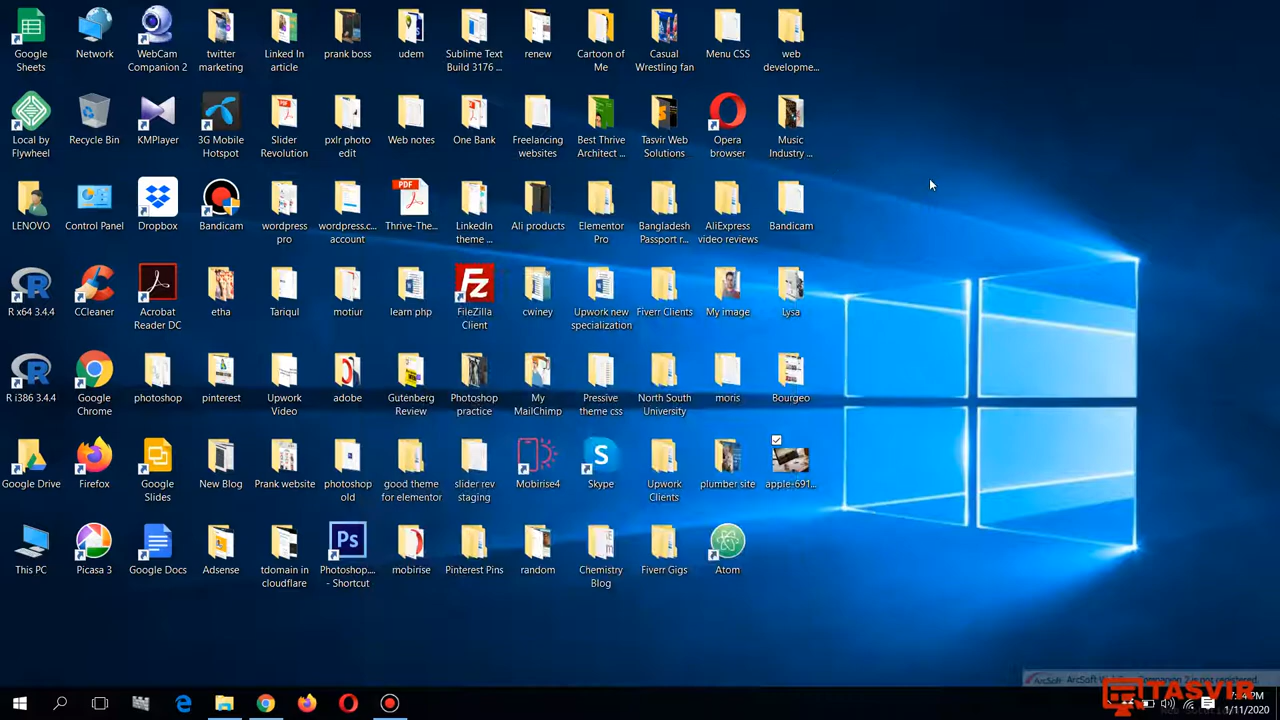 Google Sheets
Network
WebCam Companion 2
twitter marketing
Linked In article
prank boss
udem
Sublime Text Build 3176 ...
renew
Cartoon of Me
Casual Wrestling fan
Menu CSS
web developme...
Local by Flywheel
Recycle Bin
KMPlayer
3G Mobile Hotspot
Slider Revolution
pxlr photo edit
Web notes
One Bank
Freelancing websites
Best Thrive Architect ...
Tasvir Web Solutions
Opera browser
Music Industry ...
LENOVO
Control Panel
Dropbox
Bandicam
wordpress pro
wordpress.c... account
PDF
Thrive-The...
LinkedIn theme ...
Ali products
Elementor Pro
Bangladesh Passport r...
AliExpress video reviews
Bandicam
R x64 3.4.4
CCleaner
Acrobat Reader DC
etha
Tariqul
motiur
learn php
Fz
FileZilla Client
cwiney
Upwork new specialization
Fiverr Clients
My image
Lysa
R i386 3.4.4
Google Chrome
photoshop
pinterest
Upwork Video
adobe
Gutenberg Review
Photoshop practice
My MailChimp
Pressive theme css
North South University
moris
Bourgeo
Google Drive
Firefox
Google Slides
New Blog
Prank website
photoshop old
good theme for elementor
slider rev staging
Mobirise4
Skype
Upwork Clients
plumber site
apple-691...
This PC
Picasa 3
Google Docs
Adsense
tdomain in cloudflare
Ps
Photoshop.... - Shortcut
mobirise
Pinterest Pins
random
Chemistry Blog
Fiverr Gigs
Atom
ArcSoft
TASVIR
1/11/2020